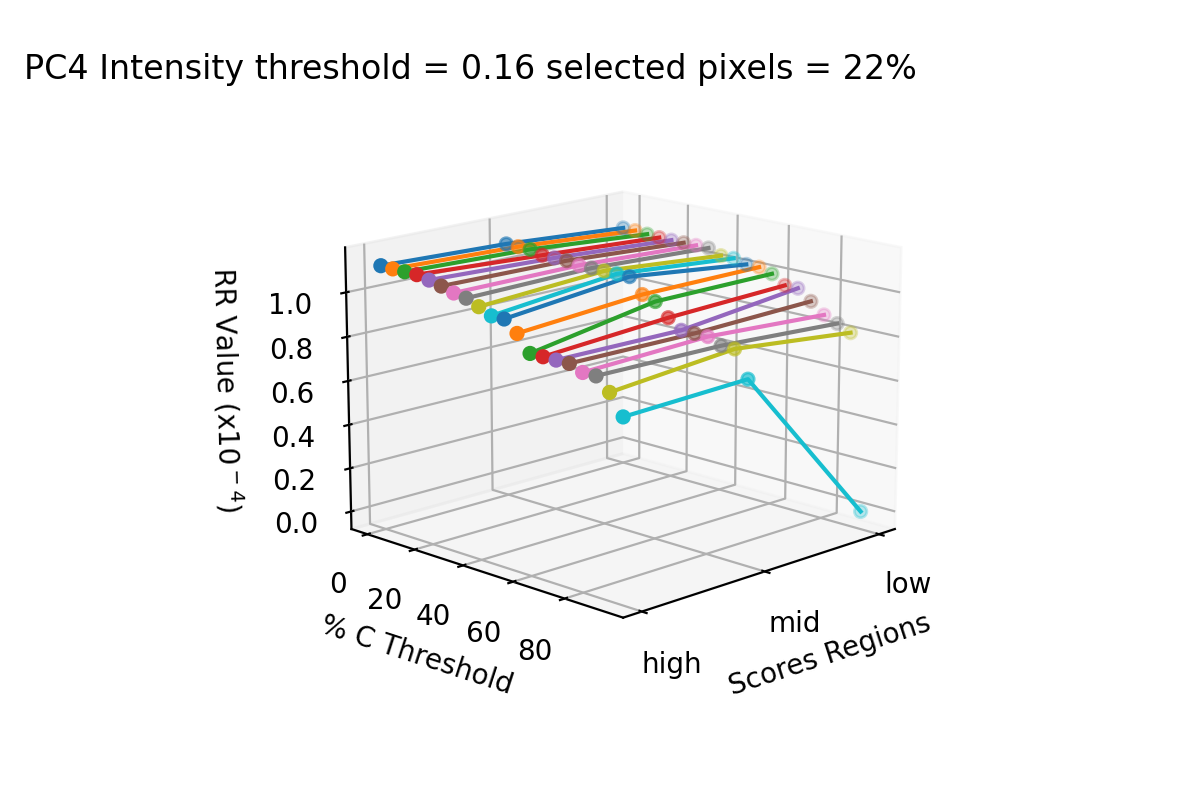 PC4 Intensity threshold = 0.16 selected pixels = 22%
RR Value (x10⁻⁴)
1.0
0.8
0.6
0.4
0.2
0.0
0
20
40
60
80
% C Threshold
high
mid
low
Scores Regions